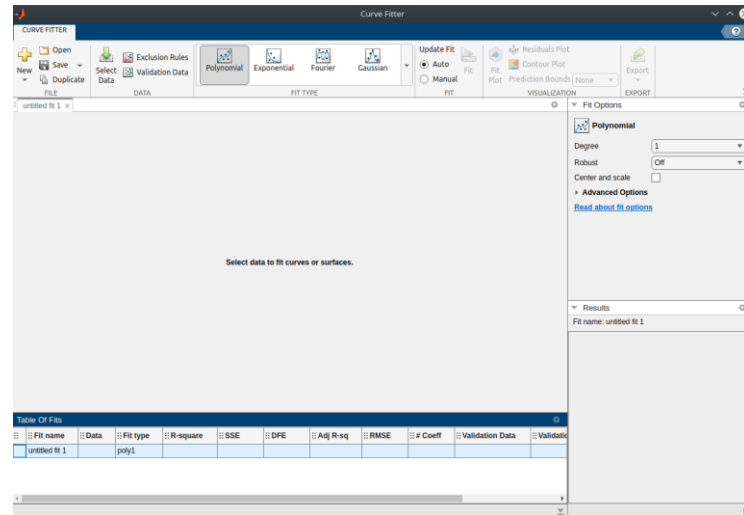 Curve Fitter
CURVE FITTER
New
Open
Save
Duplicate
FILE
Select Data
Exclusion Rules
Validation Data
DATA
Polynomial
Exponential
Fourier
Gaussian
FIT TYPE
Update Fit
Auto
Manual
Fit
FIT
Fit Plot
Residuals Plot
Contour Plot
Prediction Bounds None
VISUALIZATION
Export
EXPORT
untitled fit 1 ×
Select data to fit curves or surfaces.
Fit Options
Polynomial
Degree 1
Robust Off
Center and scale
Advanced Options
Read about fit options
Results
Fit name: untitled fit 1
Table Of Fits
Fit name Data Fit type R-square SSE DFE Adj R-sq RMSE # Coeff Validation Data Validatio
untitled fit 1 poly1